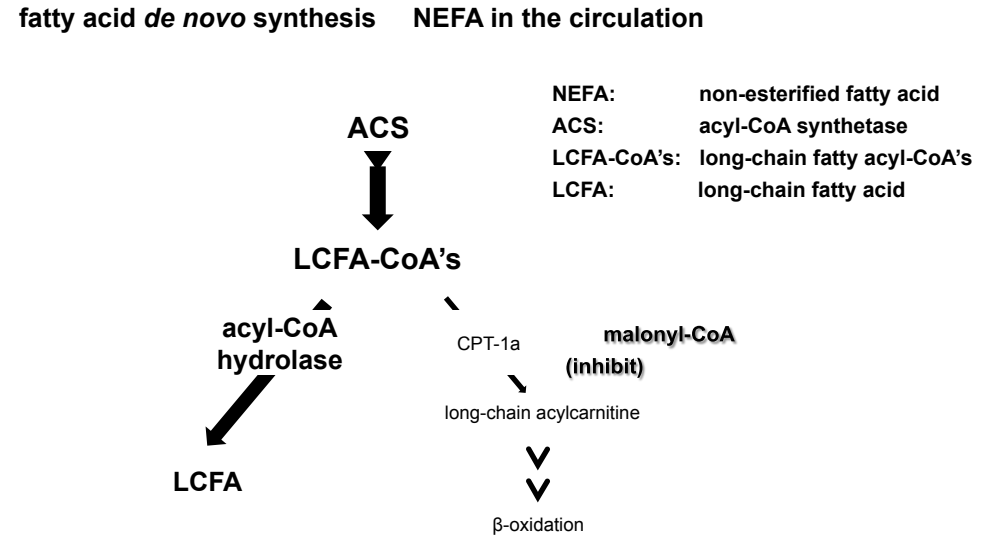 fatty acid de novo synthesis NEFA in the circulation
NEFA: non-esterified fatty acid
ACS: acyl-CoA synthetase
LCFA-CoA's: long-chain fatty acyl-CoA's
LCFA: long-chain fatty acid
ACS
LCFA-CoA's
acyl-CoA
hydrolase
CPT-1a
malonyl-CoA
(inhibit)
long-chain acylcarnitine
LCFA
β-oxidation